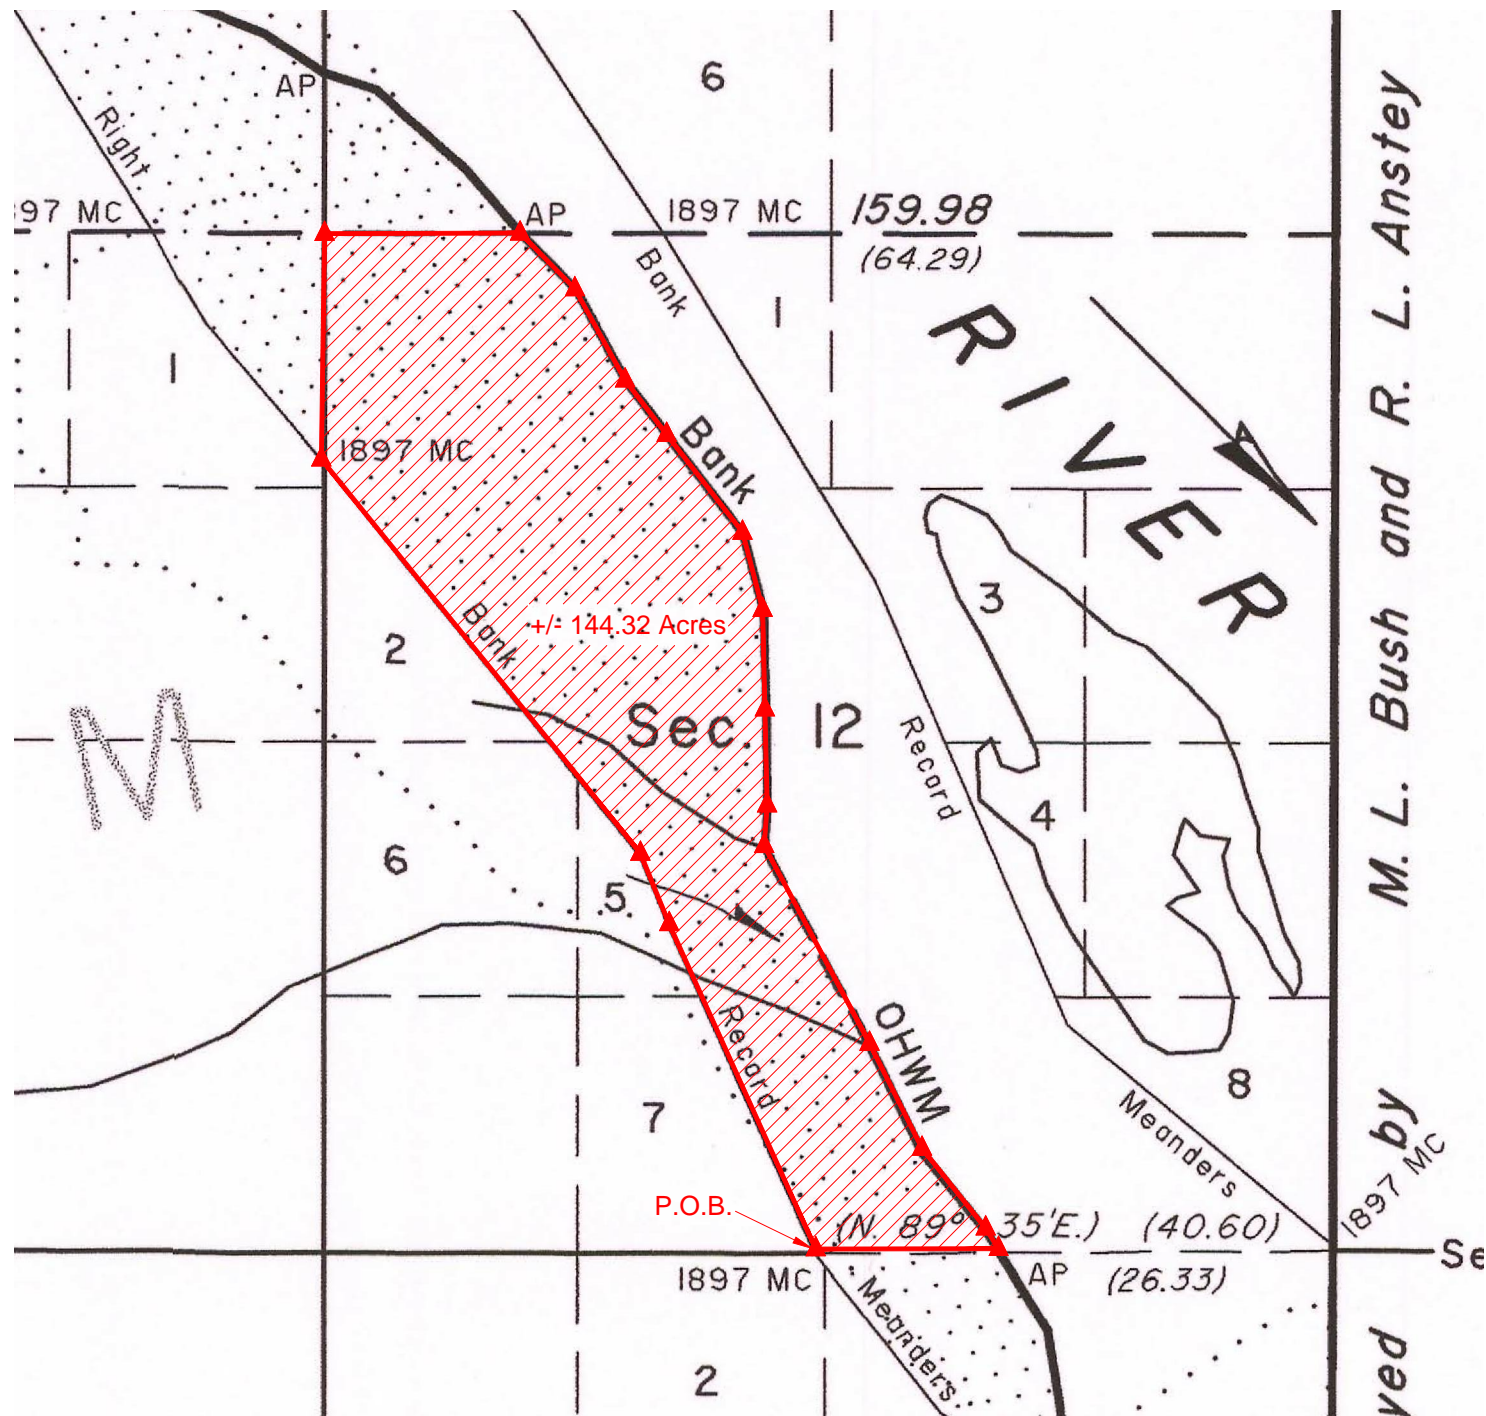 6
AP
Right
97 MC
AP
1897 MC
159.98
(64.29)
Bank
1
1
RIVER
1897 MC
Bank
3
+/- 144.32 Acres
Bank
2
Sec. 12
M
Record
4
6
5
OHWM
Record
7
8
Meanders
P.O.B.
(N. 89° 35'E.) (40.60)
1897 MC
1897 MC
AP
(26.33)
Meanders
Se
2
M. L. Bush and R. L. Anstey
yed by